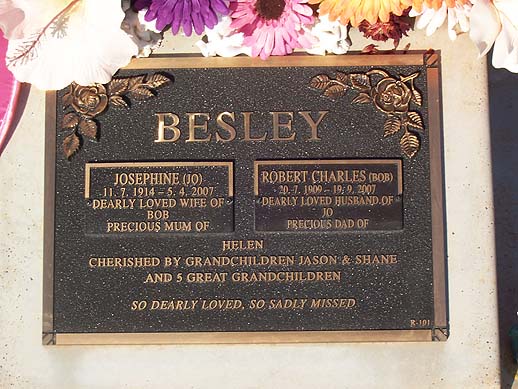 BESLEY
JOSEPHINE (JO)
11. 7. 1914 – 5. 4. 2007
DEARLY LOVED WIFE OF
BOB
PRECIOUS MUM OF
ROBERT CHARLES (BOB)
20. 7. 1909 – 19. 9. 2007
DEARLY LOVED HUSBAND OF
JO
PRECIOUS DAD OF
HELEN
CHERISHED BY GRANDCHILDREN JASON & SHANE
AND 5 GREAT GRANDCHILDREN
SO DEARLY LOVED, SO SADLY MISSED
R-101